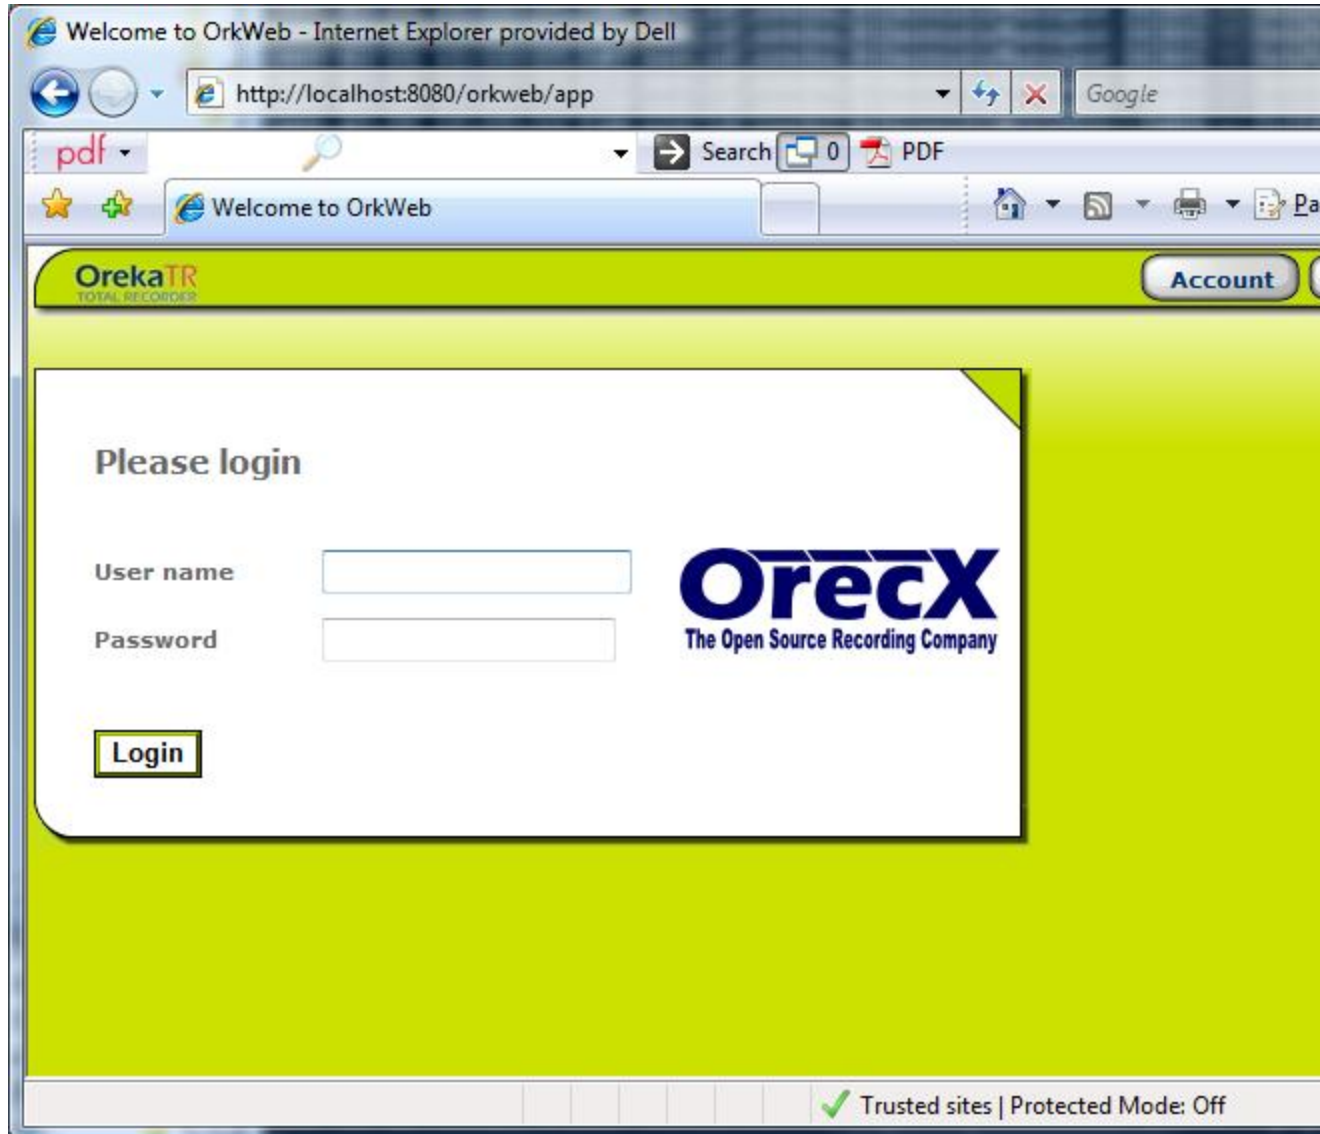 Welcome to OrkWeb - Internet Explorer provided by Dell
http://localhost:8080/orkweb/app
Google
pdf
Search 0 PDF
Welcome to OrkWeb
Pa
OrekaTR
TOTAL RECORDER
Account
Please login
User name
Password
OrecX
The Open Source Recording Company
Login
Trusted sites | Protected Mode: Off